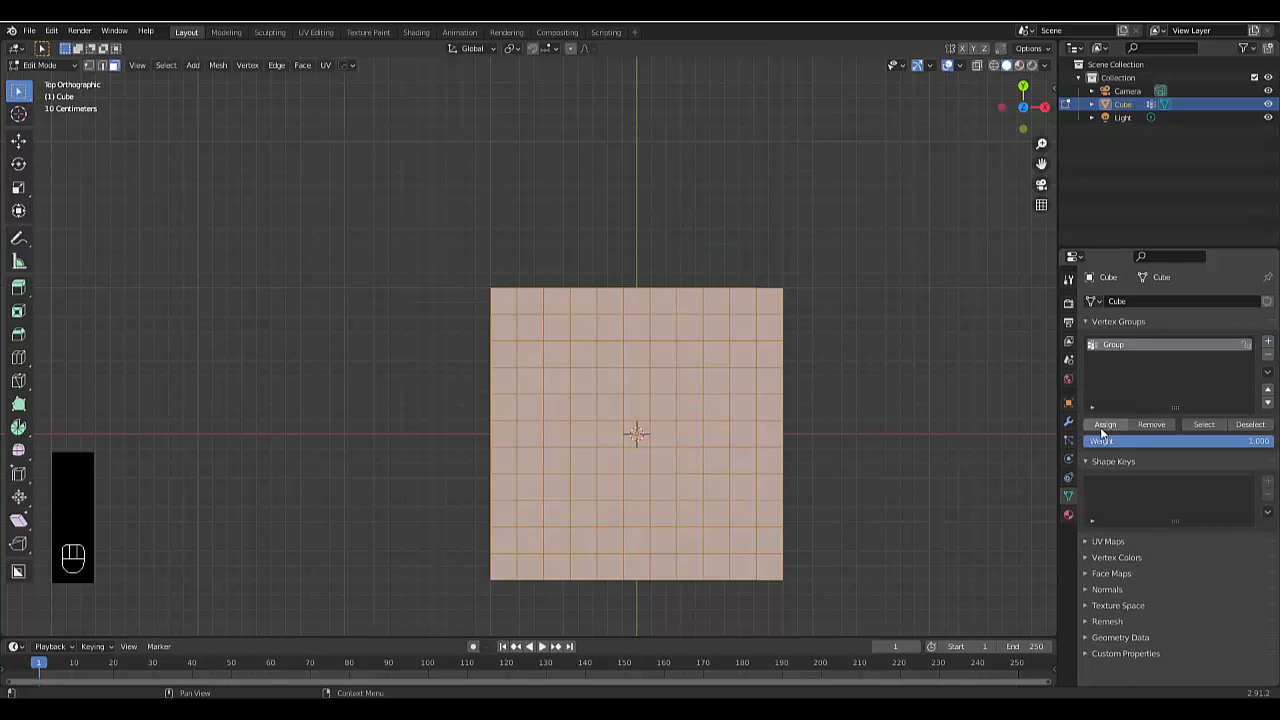 File Edit Render Window Help Layout Modeling Sculpting UV Editing Texture Paint Shading Animation Rendering Compositing Scripting + Scene View Layer
Global X Y Z Options
Edit Mode View Select Add Mesh Vertex Edge Face UV
Top Orthographic
(1) Cube
10 Centimeters
Y
Z X
Scene Collection
Collection
Camera
Cube
Light
Cube Cube
Cube
Vertex Groups
Group
Assign Remove Select Deselect
Weight 1.000
Shape Keys
UV Maps
Vertex Colors
Face Maps
Normals
Texture Space
Remesh
Geometry Data
Custom Properties
Playback Keying View Marker 1 Start 1 End 250
1 10 20 30 40 50 60 70 80 90 100 110 120 130 140 150 160 170 180 190 200 210 220 230 240 250
Pan View Context Menu 2.91.2